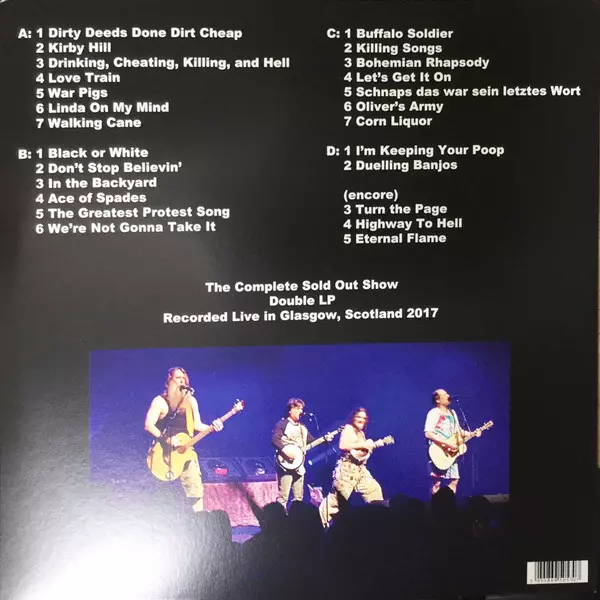 A: 1 Dirty Deeds Done Dirt Cheap
2 Kirby Hill
3 Drinking, Cheating, Killing, and Hell
4 Love Train
5 War Pigs
6 Linda On My Mind
7 Walking Cane
B: 1 Black or White
2 Don't Stop Believin'
3 In the Backyard
4 Ace of Spades
5 The Greatest Protest Song
6 We're Not Gonna Take It
C: 1 Buffalo Soldier
2 Killing Songs
3 Bohemian Rhapsody
4 Let's Get It On
5 Schnaps das war sein letztes Wort
6 Oliver's Army
7 Corn Liquor
D: 1 I'm Keeping Your Poop
2 Duelling Banjos
(encore)
3 Turn the Page
4 Highway To Hell
5 Eternal Flame
The Complete Sold Out Show
Double LP
Recorded Live in Glasgow, Scotland 2017